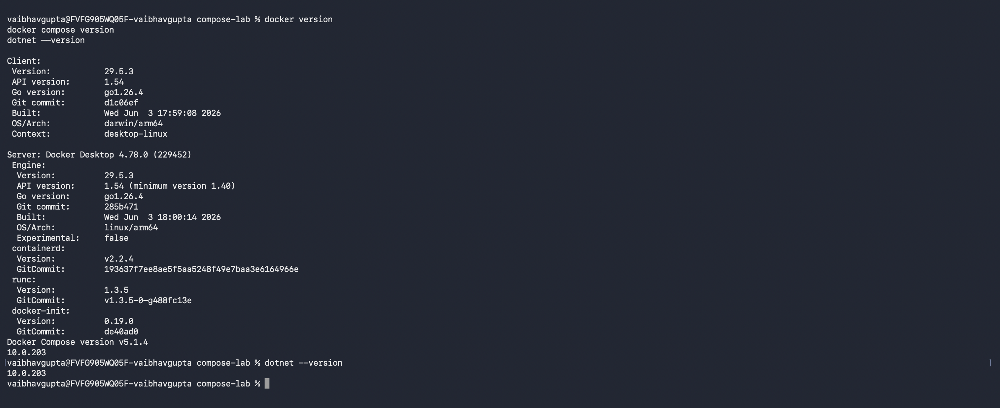 vaibhavgupta@FVFG905WQ05F-vaibhavgupta compose-lab % docker version
docker compose version
dotnet --version
Client:
Version: 29.5.3
API version: 1.54
Go version: go1.26.4
Git commit: d1c06ef
Built: Wed Jun  3 17:59:08 2026
OS/Arch: darwin/arm64
Context: desktop-linux
Server: Docker Desktop 4.78.0 (229452)
Engine:
Version: 29.5.3
API version: 1.54 (minimum version 1.40)
Go version: go1.26.4
Git commit: 285b471
Built: Wed Jun  3 18:00:14 2026
OS/Arch: linux/arm64
Experimental: false
containerd:
Version: v2.2.4
GitCommit: 193637f7ee8ae5f5aa5248f49e7baa3e6164966e
runc:
Version: 1.3.5
GitCommit: v1.3.5-0-g488fc13e
docker-init:
Version: 0.19.0
GitCommit: de40ad0
Docker Compose version v5.1.4
10.0.203
[vaibhavgupta@FVFG905WQ05F-vaibhavgupta compose-lab % dotnet --version ]
10.0.203
vaibhavgupta@FVFG905WQ05F-vaibhavgupta compose-lab %